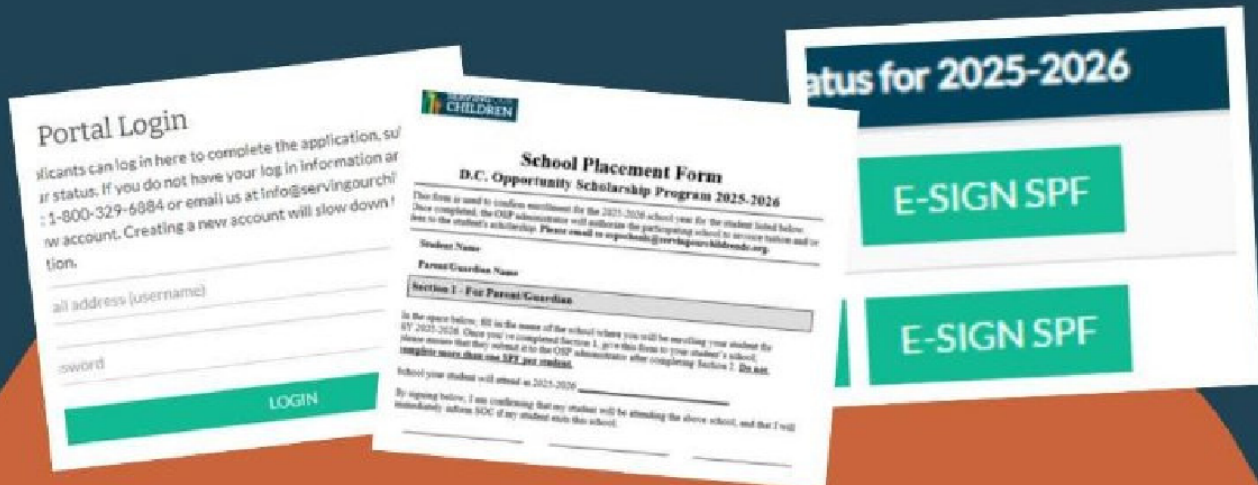 Portal Login
licants can log in here to complete the application, su
ur status. If you do not have your log in information ar
: 1-800-329-6884 or email us at info@servingourchi
w account. Creating a new account will slow down
tion.
ail address (username)
sword
LOGIN
CHILDREN
School Placement Form
D.C. Opportunity Scholarship Program 2025-2026
This form is used to confirm enrollment for the 2025-2026 school year for the student listed below.
Once completed, the OSP administrator will authorize the participating school to invoice tuition and or
fees to the student's scholarship. Please email to ospschools@servingourchildrendc.org.
Student Name
Parent/Guardian Name
Section 1 - For Parent/Guardian
In the space below, fill in the name of the school where you will be enrolling your student for
SY 2025-2026. Once you've completed Section 1, give this form to your student's school,
please ensure that they submit it to the OSP administrator after completing Section 2. Do not
complete more than one SPF per student.
School your student will attend in 2025-2026
By signing below, I am confirming that my student will be attending the above school, and that I will
immediately inform SOC if my student exits this school.
atus for 2025-2026
E-SIGN SPF
E-SIGN SPF